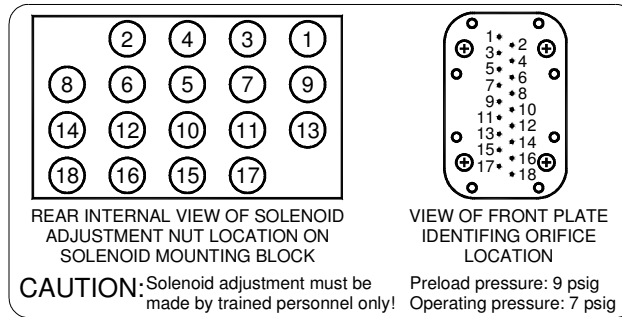 2 4 3 1
8 6 5 7 9
14 12 10 11 13
18 16 15 17
REAR INTERNAL VIEW OF SOLENOID
ADJUSTMENT NUT LOCATION ON
SOLENOID MOUNTING BLOCK
1
2
3
4
5
6
7
8
9
10
11
12
13
14
15
16
17
18
VIEW OF FRONT PLATE
IDENTIFING ORIFICE
LOCATION
CAUTION: Solenoid adjustment must be
made by trained personnel only!
Preload pressure: 9 psig
Operating pressure: 7 psig